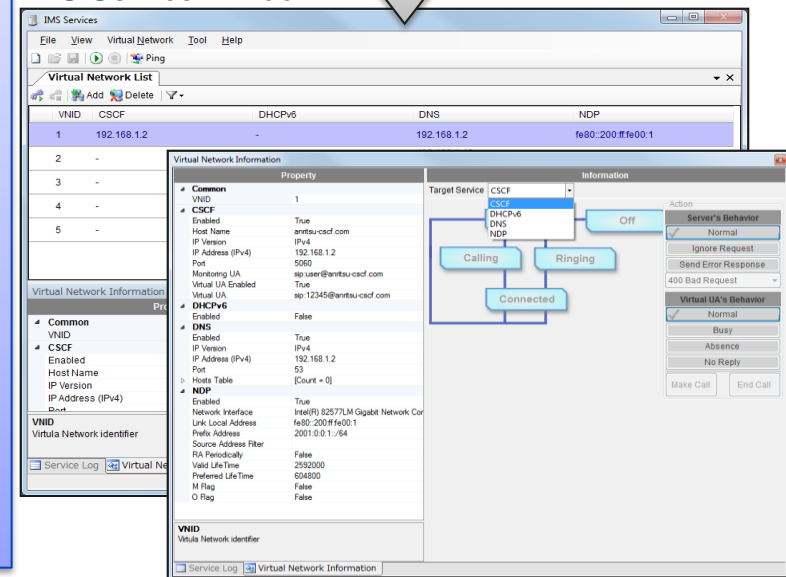 IMS Services
File View Virtual Network Tool Help
Ping
Virtual Network List
Add Delete
VNID CSCF DHCPv6 DNS NDP
1 192.168.1.2 - 192.168.1.2 fe80::200:ff:fe00:1
2 -
3 -
4 -
5 -
Virtual Network Information
Common
VNID
CSCF
Enabled
Host Name
IP Version
IP Address (IPv4)
VNID
Virtula Network identifier
Service Log Virtual Ne
Virtual Network Information
Property
Common
VNID 1
CSCF
Enabled True
Host Name anritsu-cscf.com
IP Version IPv4
IP Address (IPv4) 192.168.1.2
Port 5060
Monitoring UA sip:user@anritsu-cscf.com
Virtual UA Enabled True
Virtual UA. sip:12345@anritsu-cscf.com
DHCPv6
Enabled False
DNS
Enabled True
IP Version IPv4
IP Address (IPv4) 192.168.1.2
Port 53
Hosts Table [Count = 0]
NDP
Enabled True
Network Interface Intel(R) 82577LM Gigabit Network Cor
Link Local Address fe80::200:ff:fe00:1
Prefix Address 2001:0:0:1::/64
Source Address Filter
RA Periodically False
Valid LifeTime 2592000
Preferred LifeTime 604800
M Flag False
O Flag False
VNID
Virtula Network identifier
Service Log Virtual Network Information
Information
Target Service CSCF
CSCF
DHCPv6
DNS
NDP
Off
Calling Ringing
Connected
Action
Server's Behavior
Normal
Ignore Request
Send Error Response
400 Bad Request
Virtual UA's Behavior
Normal
Busy
Absence
No Reply
Make Call End Call